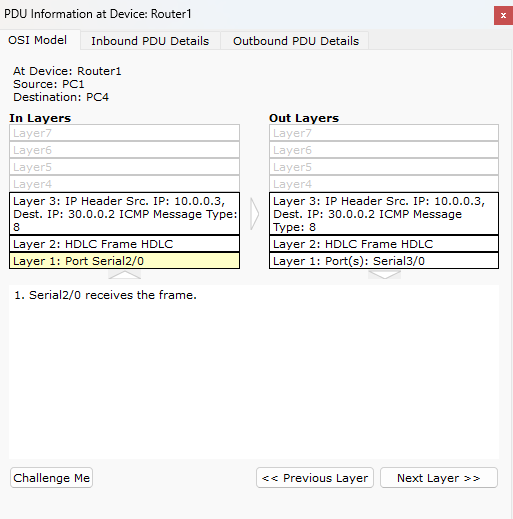 PDU Information at Device: Router1
x
OSI Model
Inbound PDU Details
Outbound PDU Details
At Device: Router1
Source: PC1
Destination: PC4
In Layers
Layer7
Layer6
Layer5
Layer4
Layer 3: IP Header Src. IP: 10.0.0.3,
Dest. IP: 30.0.0.2 ICMP Message Type:
8
Layer 2: HDLC Frame HDLC
Layer 1: Port Serial2/0
Out Layers
Layer7
Layer6
Layer5
Layer4
Layer 3: IP Header Src. IP: 10.0.0.3,
Dest. IP: 30.0.0.2 ICMP Message Type:
8
Layer 2: HDLC Frame HDLC
Layer 1: Port(s): Serial3/0
1. Serial2/0 receives the frame.
Challenge Me
<< Previous Layer
Next Layer >>